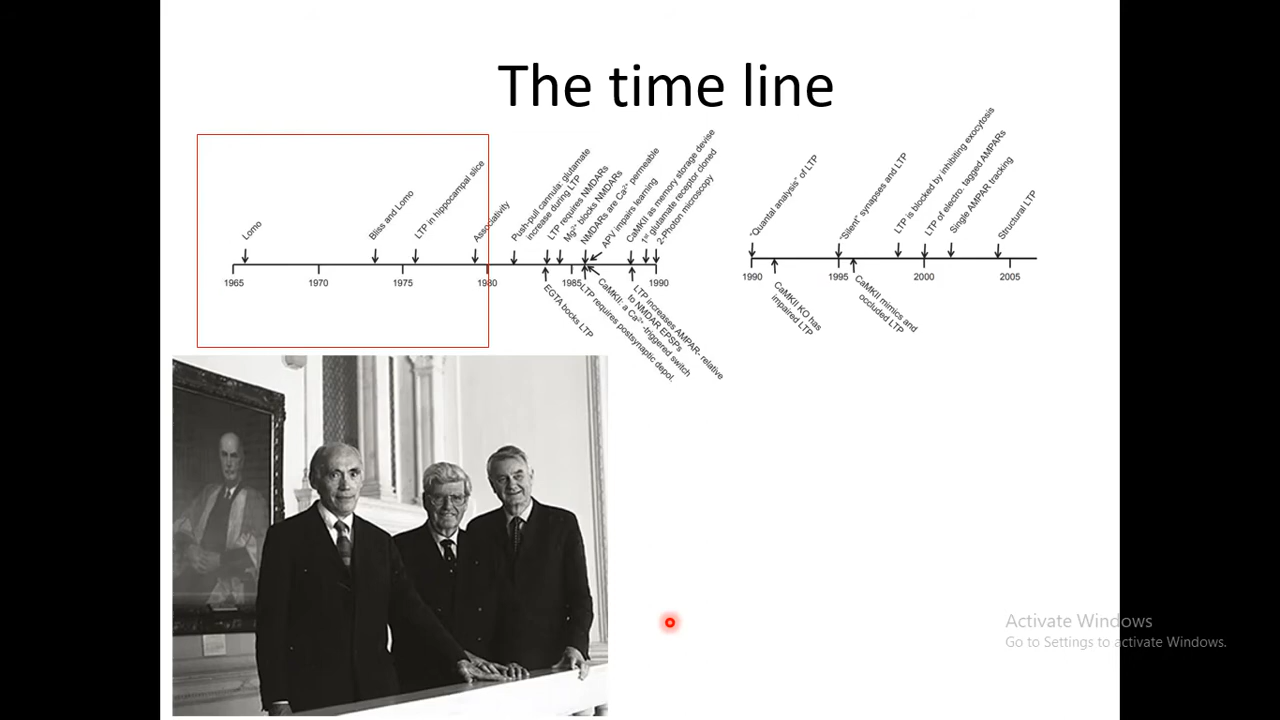 The time line
Lomo
Bliss and Lomo
LTP in hippocampal slice
Associativity
Push-pull cannula: glutamate
increase during LTP
LTP requires NMDARs
Mg²⁺ blocks NMDARs
NMDARs are Ca²⁺ permeable
APV impairs learning
CaMKII as memory storage devise
1ˢᵗ glutamate receptor cloned
2-Photon microscopy
1965
1970
1975
1980
1985
1990
EGTA bocks LTP
LTP requires postsynaptic depol.
CaMKII: a Ca²⁺ -triggered switch
LTP increases AMPAR- relative
to NMDAR EPSPs
"Quantal analysis" of LTP
"Silent" synapses and LTP
LTP is blocked by inhibiting exocytosis
LTP of electro. tagged AMPARs
Single AMPAR tracking
Structural LTP
1990
1995
2000
2005
CaMKII KO has
impaired LTP
CaMKII mimics and
occluded LTP
Activate Windows
Go to Settings to activate Windows.